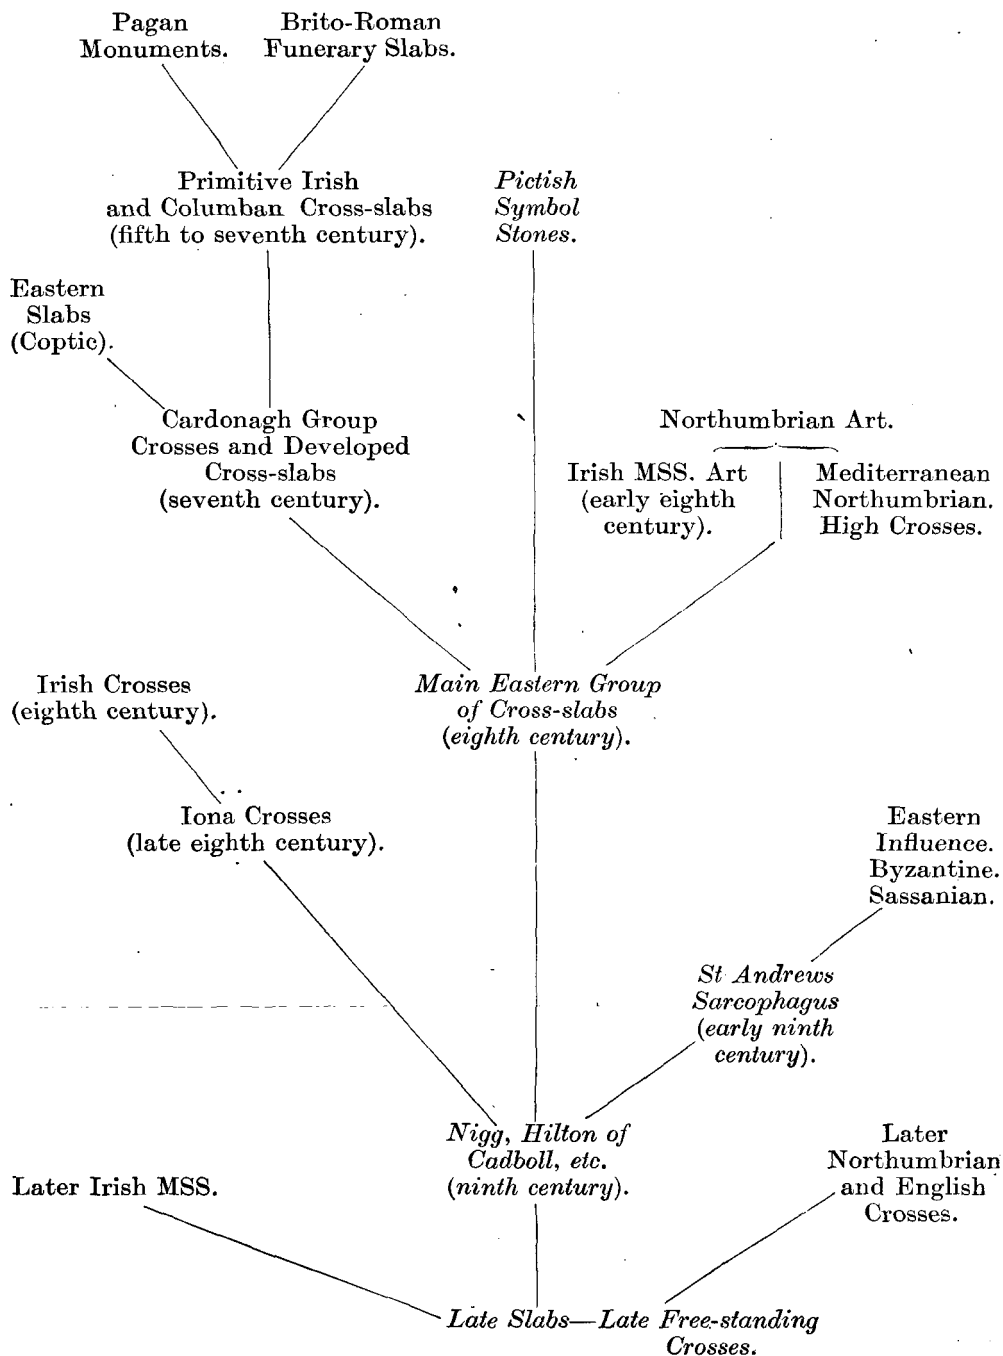 Pagan
Monuments.
Brito-Roman
Funerary Slabs.
Primitive Irish
and Columban Cross-slabs
(fifth to seventh century).
Pictish
Symbol
Stones.
Eastern
Slabs
(Coptic).
Cardonagh Group
Crosses and Developed
Cross-slabs
(seventh century).
Northumbrian Art.
Irish MSS. Art
(early eighth
century).
Mediterranean
Northumbrian.
High Crosses.
Irish Crosses
(eighth century).
Main Eastern Group
of Cross-slabs
(eighth century).
Iona Crosses
(late eighth century).
Eastern
Influence.
Byzantine.
Sassanian.
St Andrews
Sarcophagus
(early ninth
century).
Nigg, Hilton of
Cadboll, etc.
(ninth century).
Later
Northumbrian
and English
Crosses.
Later Irish MSS.
Late Slabs—Late Free-standing
Crosses.